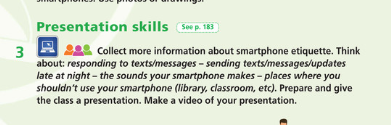 smartphones. Use photos or drawings.
Presentation skills See p. 183
3 Collect more information about smartphone etiquette. Think
about: responding to texts/messages – sending texts/messages/updates
late at night – the sounds your smartphone makes – places where you
shouldn't use your smartphone (library, classroom, etc). Prepare and give
the class a presentation. Make a video of your presentation.